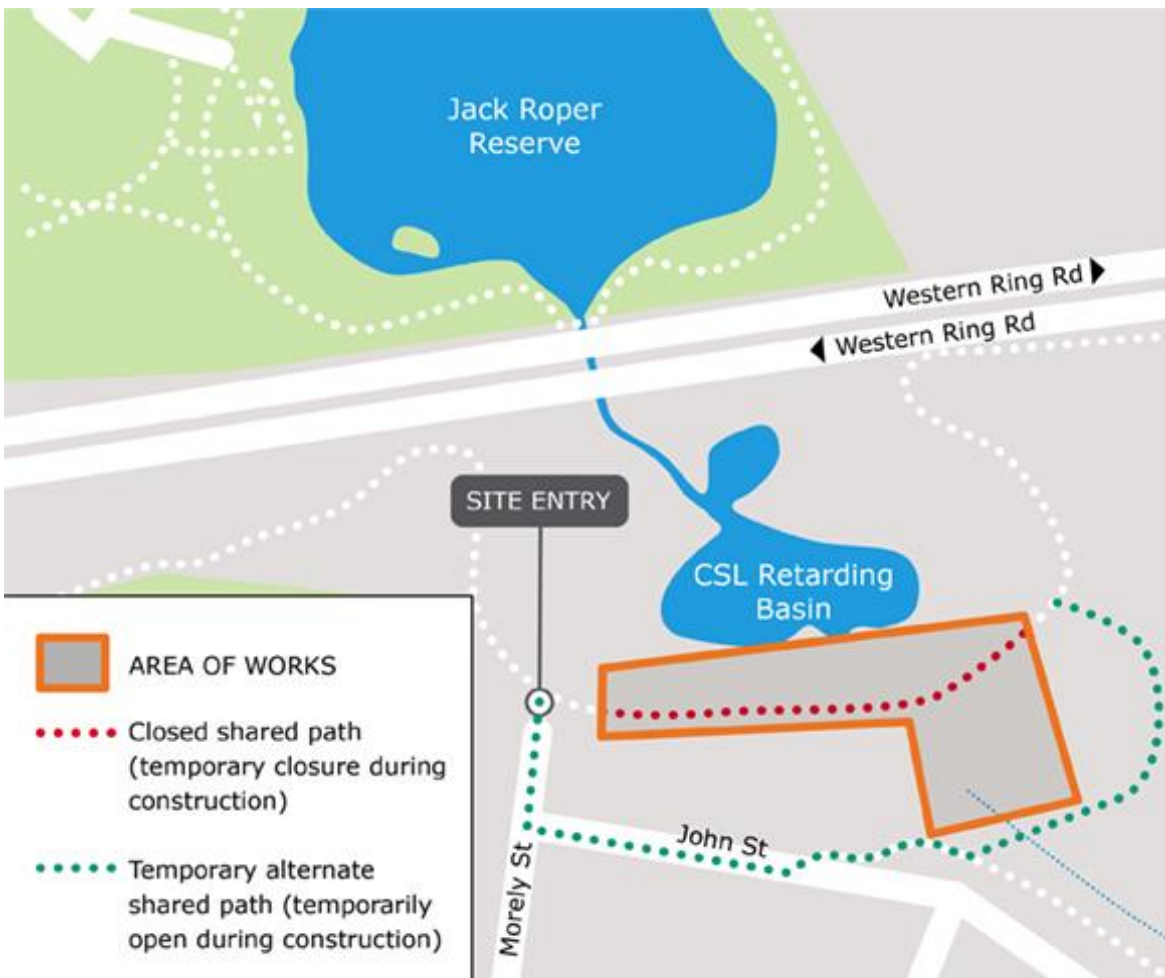 Jack Roper
Reserve
Western Ring Rd
Western Ring Rd
SITE ENTRY
CSL Retarding
Basin
AREA OF WORKS
Closed shared path
(temporary closure during
construction)
Temporary alternate
shared path (temporarily
open during construction)
John St
Morely St